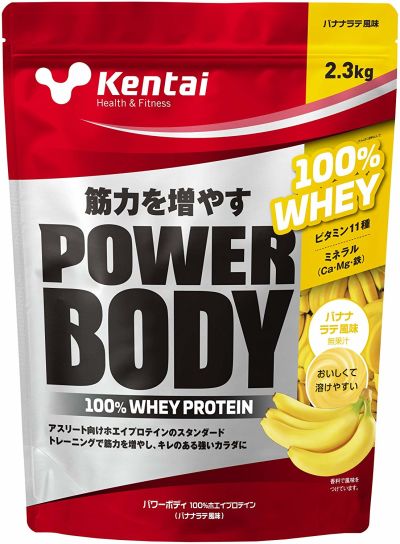 バナナラテ風味
Kentai
Health & Fitness
2.3kg
100%
WHEY
ビタミン11種
ミネラル
(Ca・Mg・鉄)
筋力を増やす
POWER
BODY
100% WHEY PROTEIN
バナナ
ラテ風味
無果汁
おいしくて
溶けやすい
アスリート向けホエイプロテインのスタンダード
トレーニングで筋力を増やし、キレのある強いカラダに
香料で風味を
つけています。
パワーボディ 100%ホエイプロテイン
(バナナラテ風味)